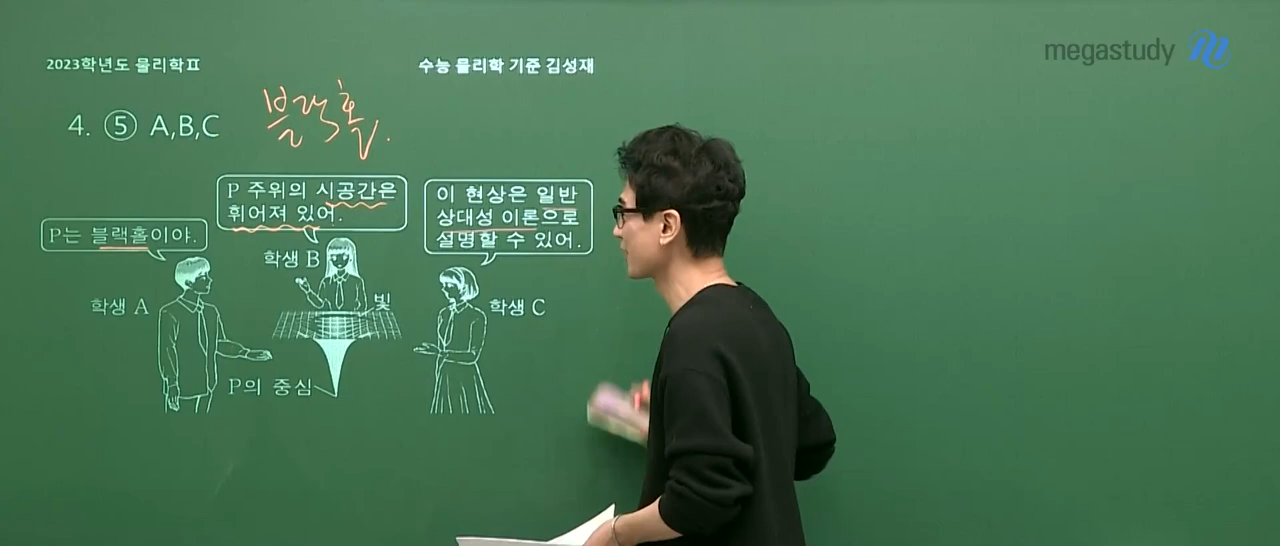 2023학년도 물리학Ⅱ
수능 물리학 기준 김성재
megastudy
4. ⑤ A,B,C
블랙홀.
P는 블랙홀이야.
P 주위의 시공간은
휘어져 있어.
이 현상은 일반
상대성 이론으로
설명할 수 있어.
학생 A
학생 B
빛
학생 C
P의 중심